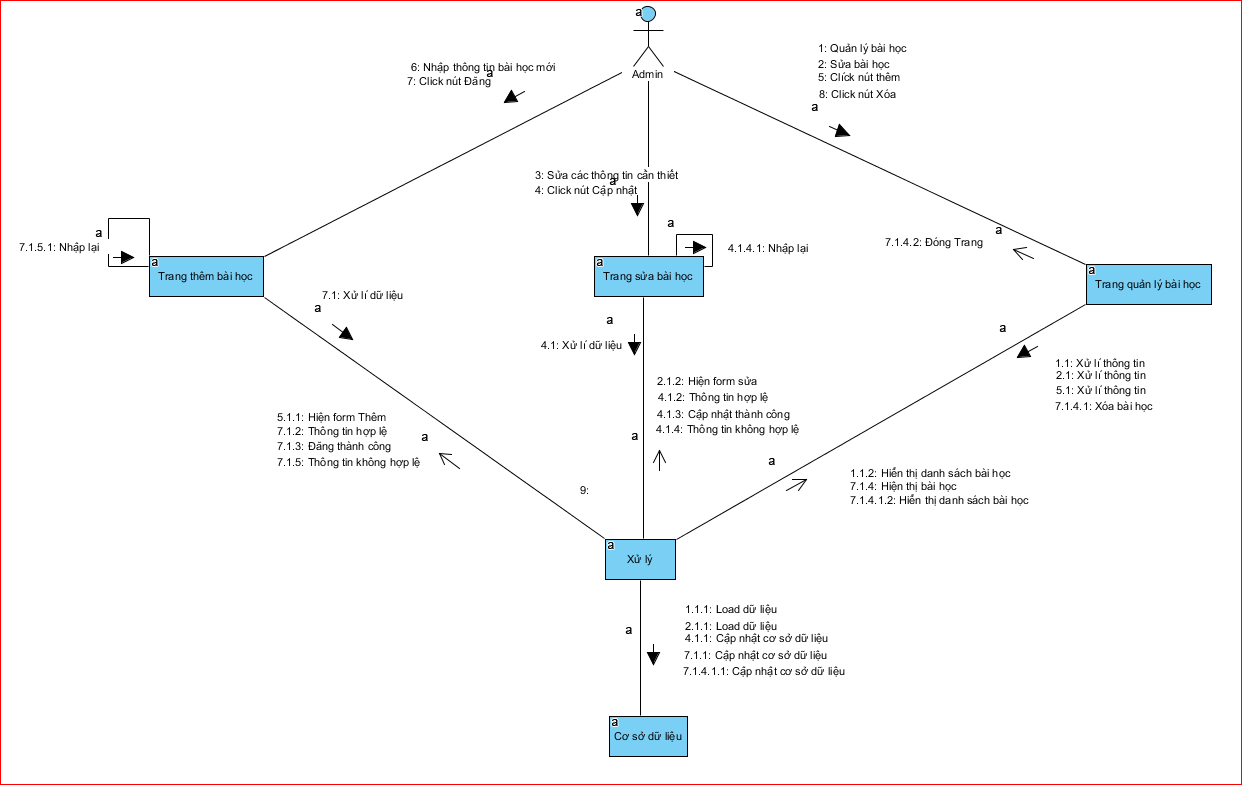 a
Admin
6: Nhập thông tin bài học mới
7: Click nút Đăng
a
1: Quản lý bài học
2: Sửa bài học
5: Click nút thêm
8: Click nút Xóa
a
3: Sửa các thông tin cần thiết
4: Click nút Cập nhật
a
a
7.1.5.1: Nhập lại
a
Trang thêm bài học
a
4.1.4.1: Nhập lại
a
Trang sửa bài học
a
7.1.4.2: Đóng Trang
a
Trang quản lý bài học
7.1: Xử lí dữ liệu
a
a
4.1: Xử lí dữ liệu
a
1.1: Xử lí thông tin
2.1: Xử lí thông tin
5.1: Xử lí thông tin
7.1.4.1: Xóa bài học
5.1.1: Hiện form Thêm
7.1.2: Thông tin hợp lệ
7.1.3: Đăng thành công
7.1.5: Thông tin không hợp lệ
a
2.1.2: Hiện form sửa
4.1.2: Thông tin hợp lệ
4.1.3: Cập nhật thành công
4.1.4: Thông tin không hợp lệ
a
a
1.1.2: Hiển thị danh sách bài học
7.1.4: Hiện thị bài học
7.1.4.1.2: Hiển thị danh sách bài học
9:
a
Xử lý
1.1.1: Load dữ liệu
2.1.1: Load dữ liệu
4.1.1: Cập nhật cơ sở dữ liệu
7.1.1: Cập nhật cơ sở dữ liệu
7.1.4.1.1: Cập nhật cơ sở dữ liệu
a
a
Cơ sở dữ liệu